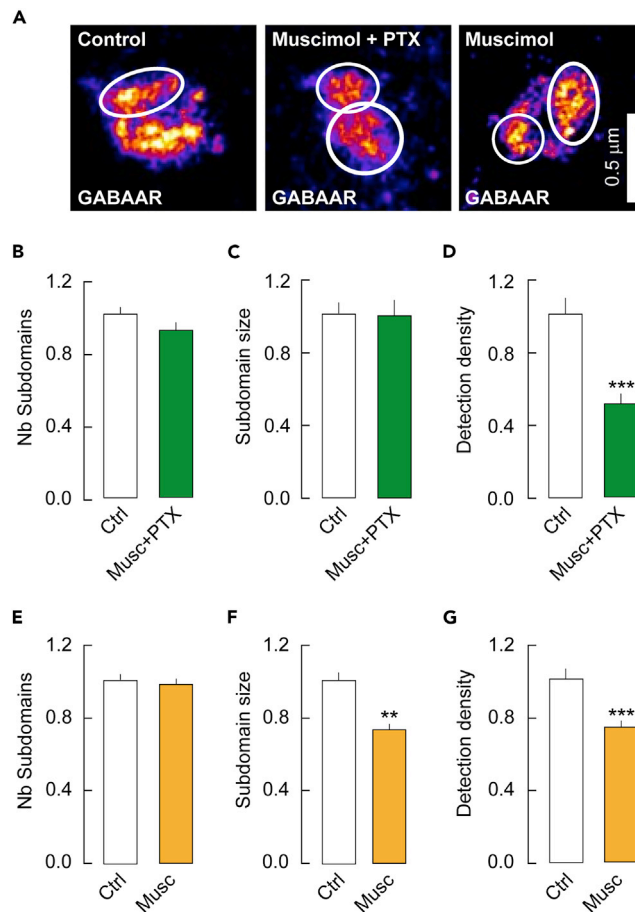 A
Control
GABAAR
Muscimol + PTX
GABAAR
Muscimol
GABAAR
0.5 µm
B
Nb Subdomains
1.2
0.8
0.4
0.0
Ctrl
Musc+PTX
C
Subdomain size
1.2
0.8
0.4
0.0
Ctrl
Musc+PTX
D
Detection density
1.2
0.8
0.4
0.0
***
Ctrl
Musc+PTX
E
Nb Subdomains
1.2
0.8
0.4
0.0
Ctrl
Musc
F
Subdomain size
1.2
0.8
0.4
0.0
**
Ctrl
Musc
G
Detection density
1.2
0.8
0.4
0.0
***
Ctrl
Musc